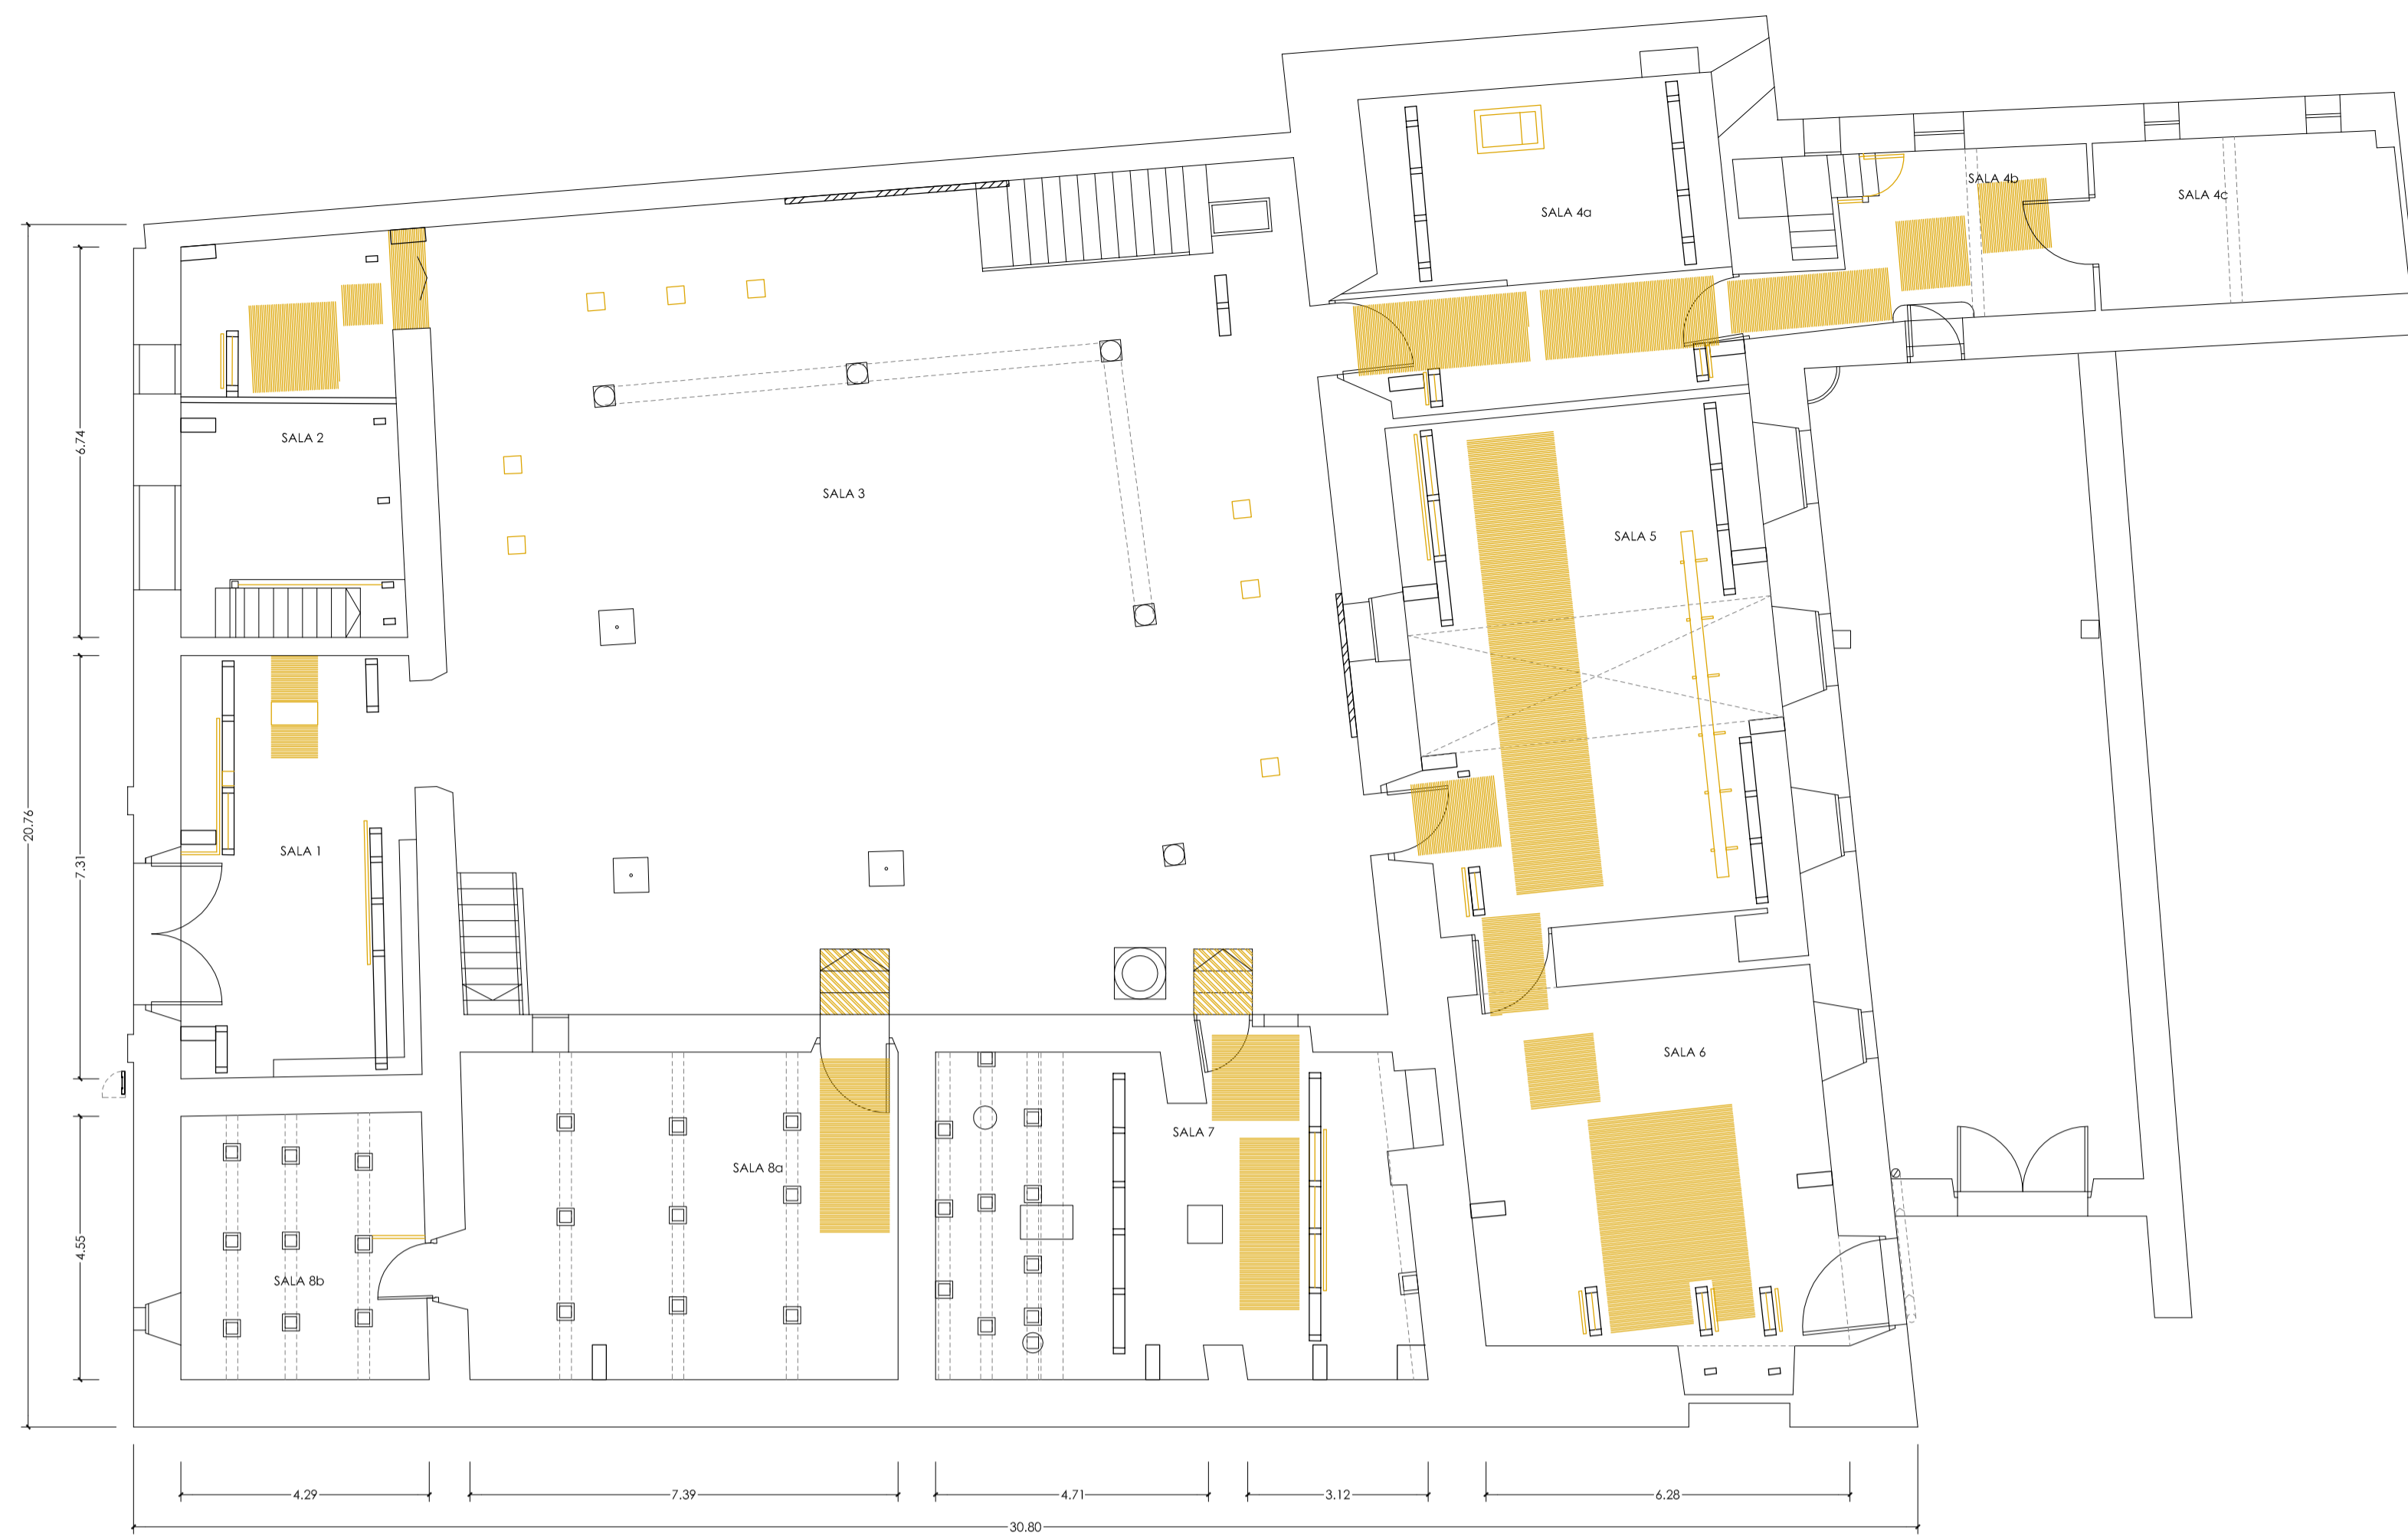 SALA 4b
SALA 4c
SALA 4a
SALA 2
6.74
SALA 3
SALA 5
20.76
7.31
SALA 1
SALA 6
SALA 7
SALA 8a
4.55
SALA 8b
4.29
7.39
4.71
3.12
6.28
30.80